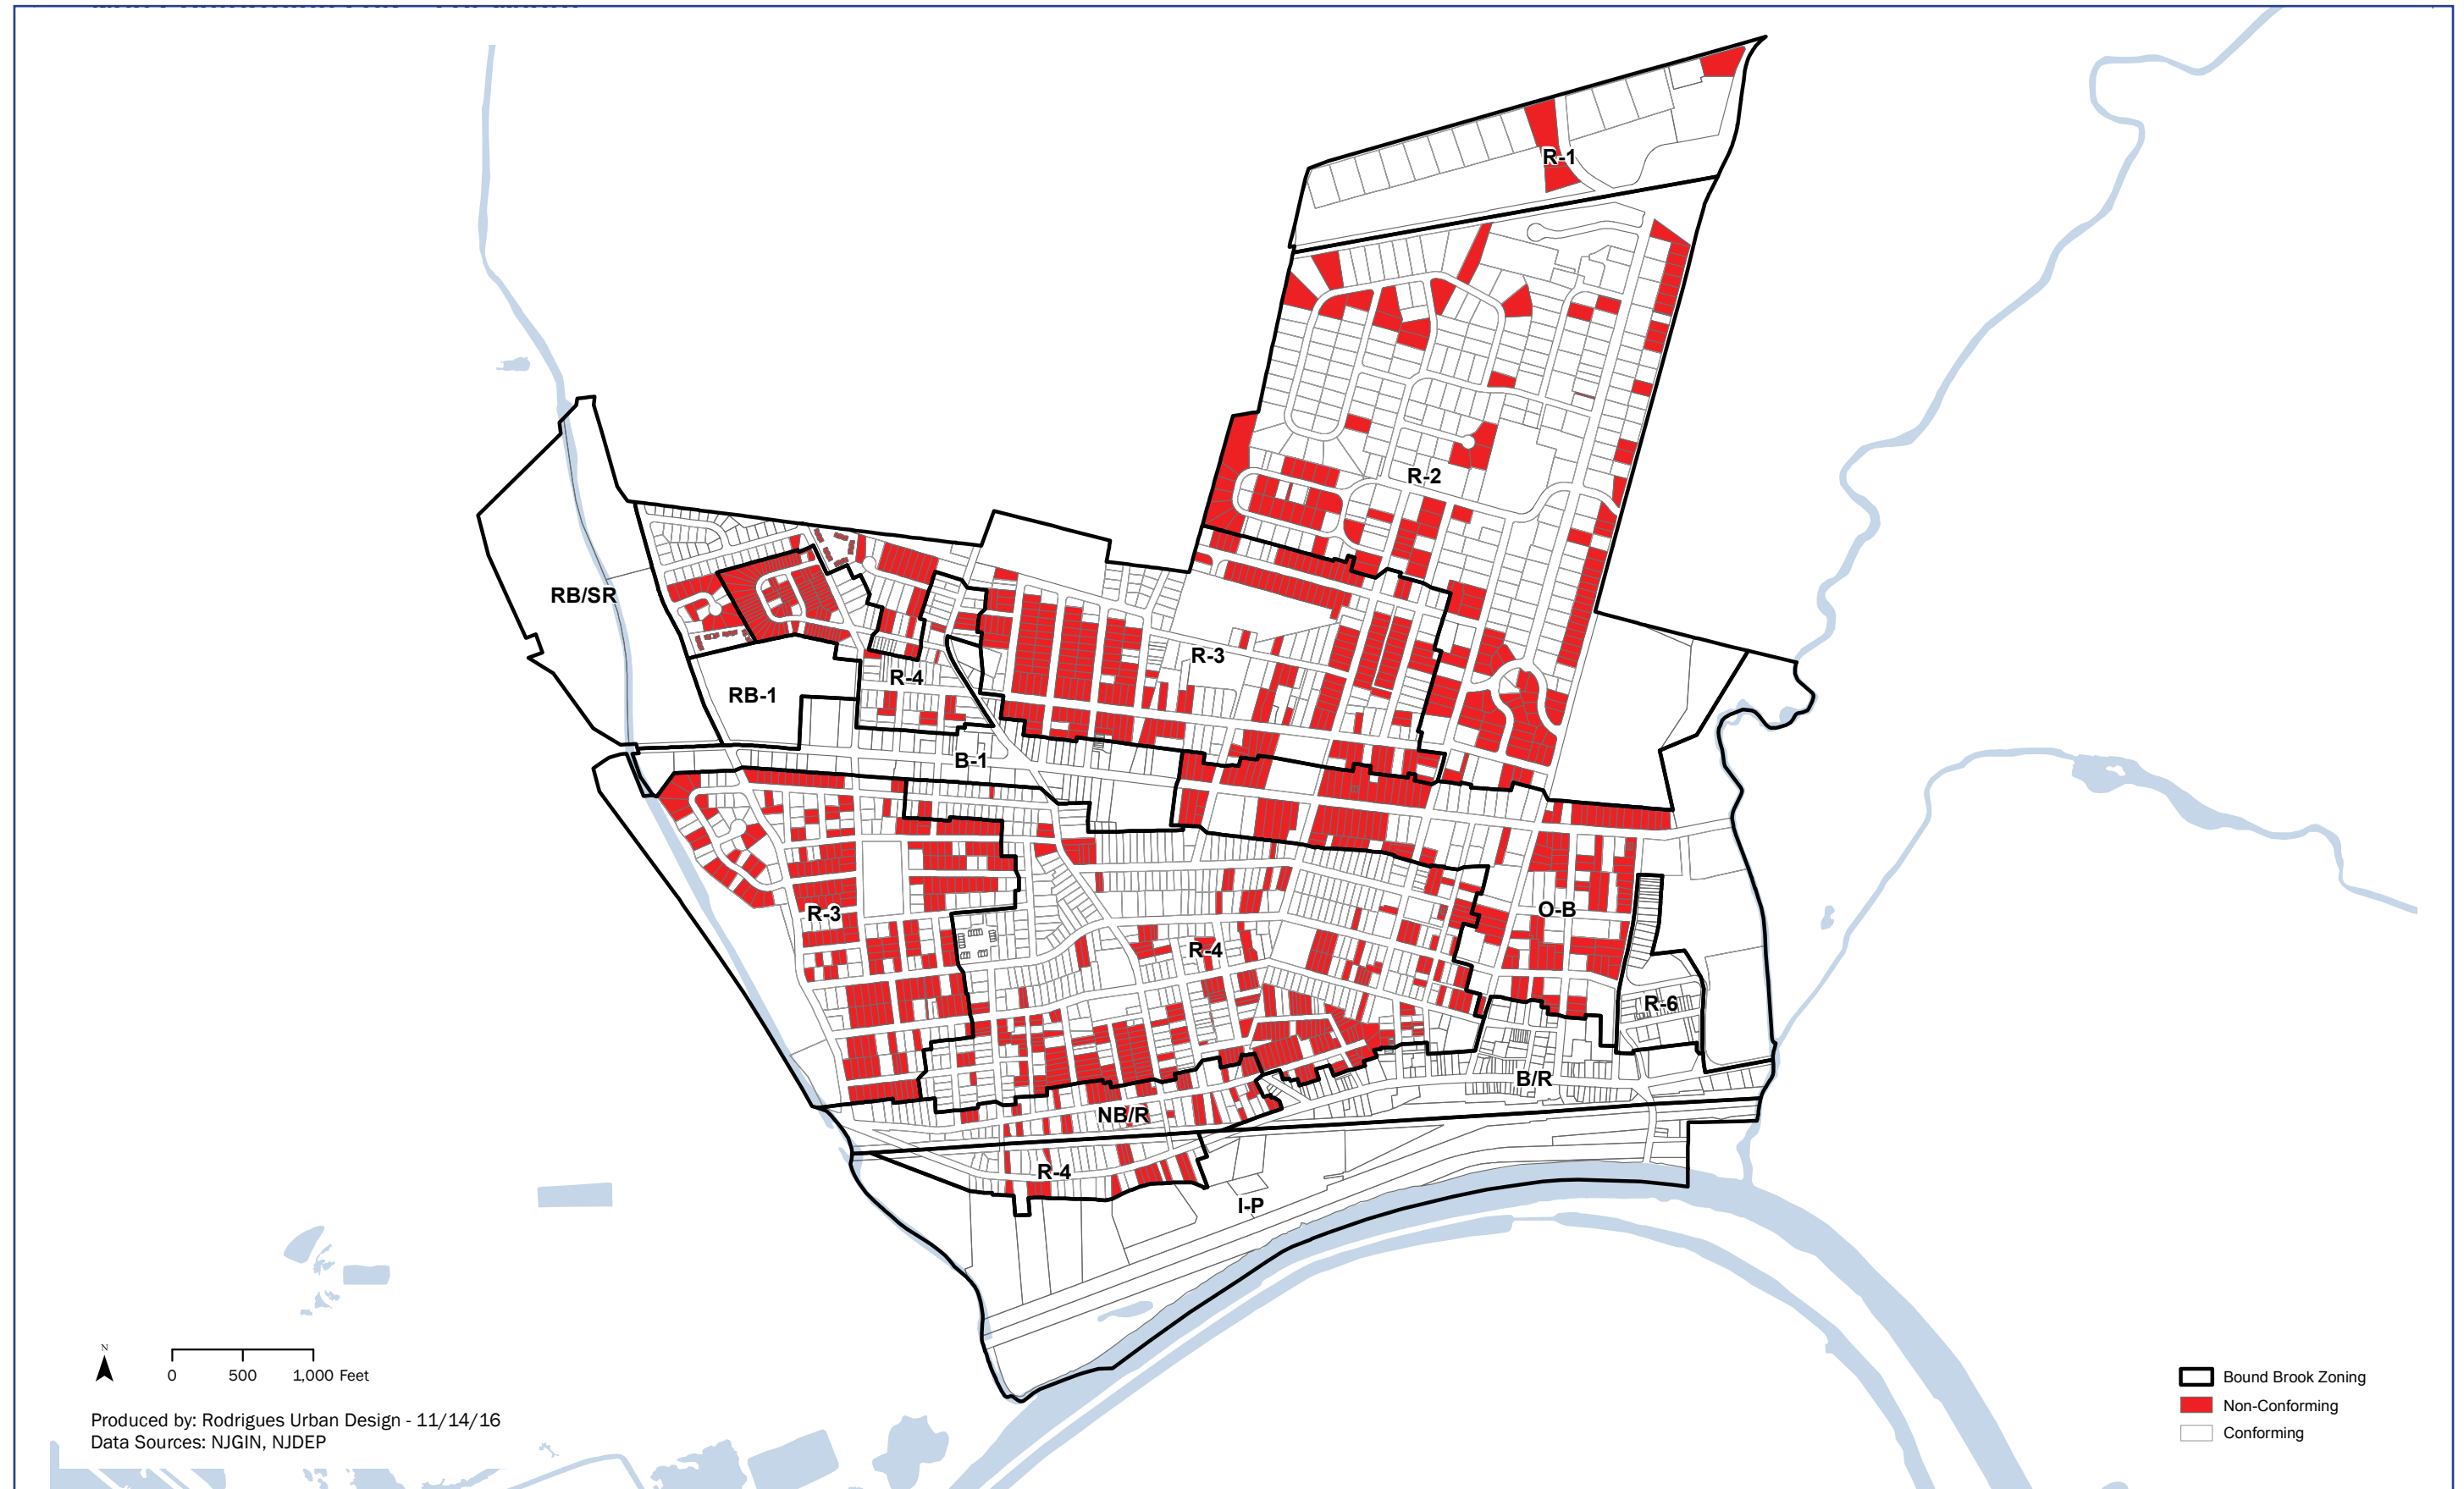 R-1
R-2
RB/SR
R-3
R-4
RB-1
B-1
R-3
O-B
R-4
R-6
B/R
NB/R
R-4
I-P
N
0 500 1,000 Feet
Produced by: Rodrigues Urban Design - 11/14/16
Data Sources: NJGIN, NJDEP
Bound Brook Zoning
Non-Conforming
Conforming